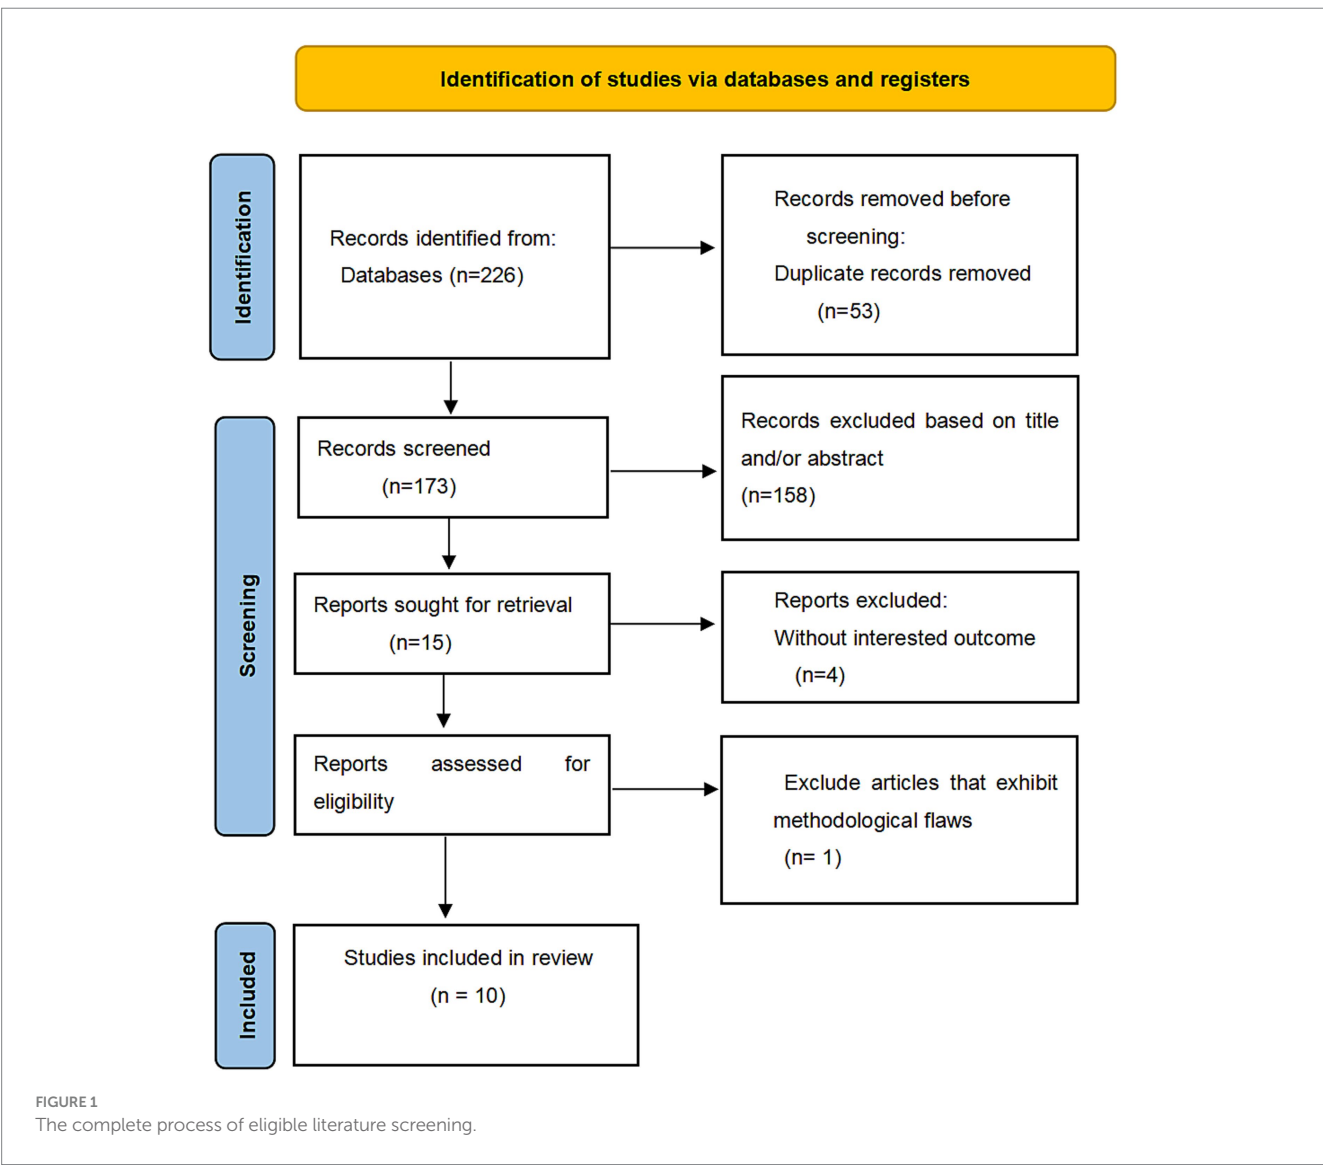 Identification of studies via databases and registers
Identification
Records identified from:
Databases (n=226)
Records removed before
screening:
Duplicate records removed
(n=53)
Screening
Records screened
(n=173)
Records excluded based on title
and/or abstract
(n=158)
Reports sought for retrieval
(n=15)
Reports excluded:
Without interested outcome
(n=4)
Reports assessed for
eligibility
Exclude articles that exhibit
methodological flaws
(n= 1)
Included
Studies included in review
(n = 10)
FIGURE 1
The complete process of eligible literature screening.